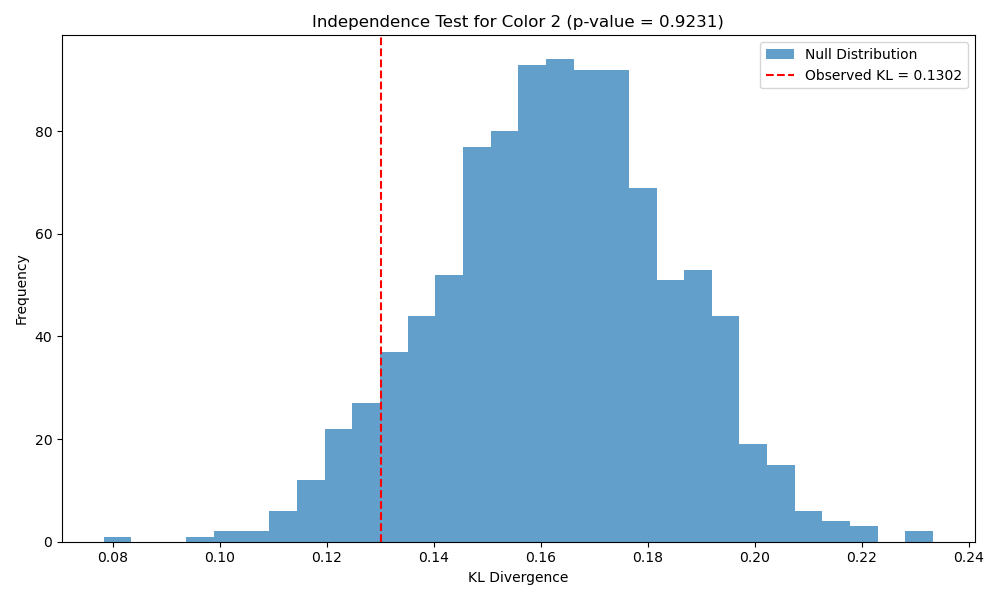 Independence Test for Color 2 (p-value = 0.9231)
Null Distribution
Observed KL = 0.1302
Frequency
80
60
40
20
0
0.08 0.10 0.12 0.14 0.16 0.18 0.20 0.22 0.24
KL Divergence